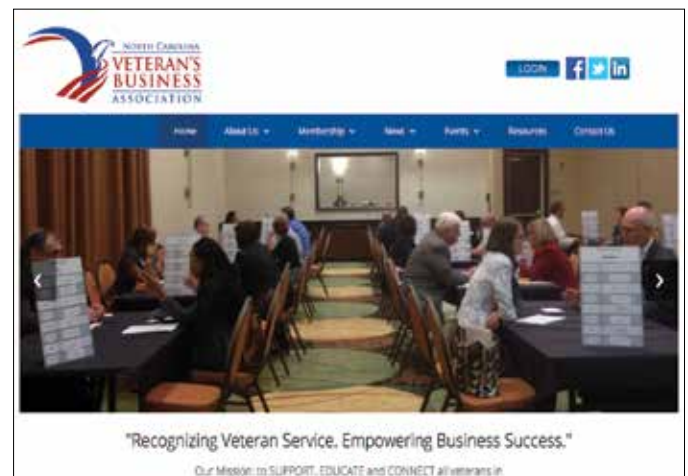 NORTH CAROLINA
VETERAN'S
BUSINESS
ASSOCIATION
LOGIN
f in
Home About Us Membership News Events Resources Contact Us
"Recognizing Veteran Service. Empowering Business Success."
Our Mission: to SUPPORT, EDUCATE and CONNECT all veterans in